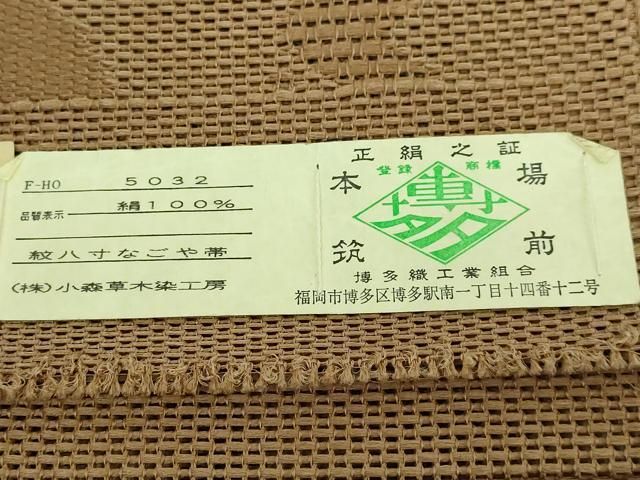 F-HO 5032
品質表示 絹100%
紋八寸なごや帯
(株)小森草木染工房
正絹之証
登録 商標
本場
博多
筑前
博多織工業組合
福岡市博多区博多駅南一丁目十四番十二号